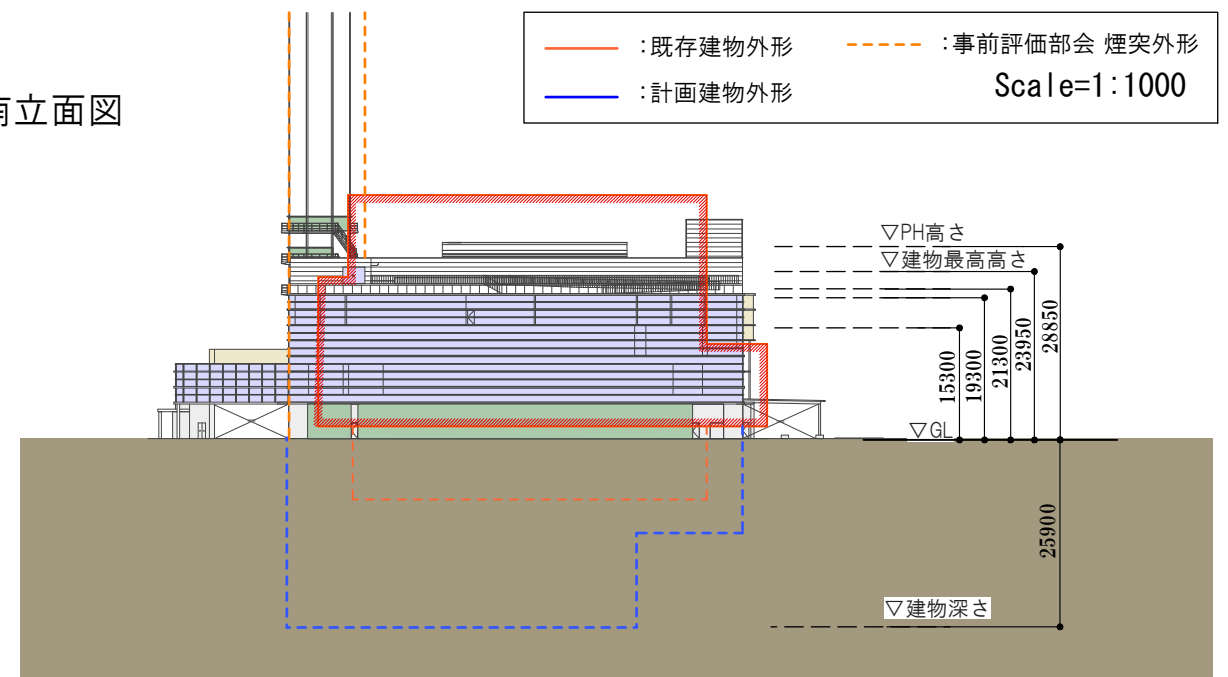 :既存建物外形
:事前評価部会 煙突外形
:計画建物外形
Scale=1:1000
南立面図
▽PH高さ
▽建物最高高さ
15300
19300
21300
23950
28850
▽GL
25900
▽建物深さ